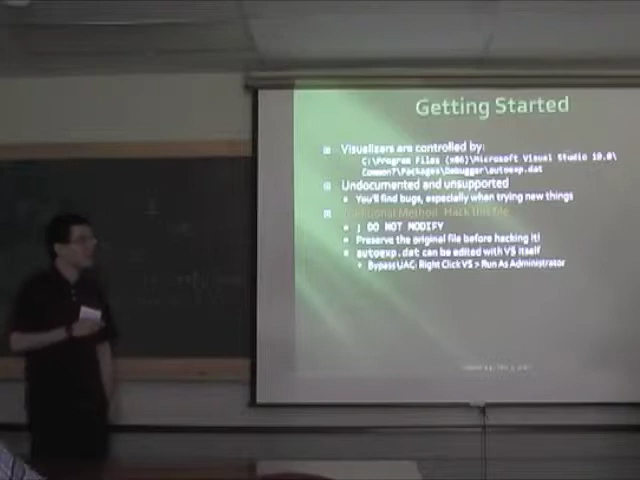 Getting Started
Visualizers are controlled by:
C:\Program Files (x86)\Microsoft Visual Studio 10.0\
Common7\Packages\Debugger\autoexp.dat
Undocumented and unsupported
You'll find bugs, especially when trying new things
Traditional Method: Hack this file
; DO NOT MODIFY
Preserve the original file before hacking it!
autoexp.dat can be edited with VS itself
Bypass UAC: Right Click VS > Run As Administrator